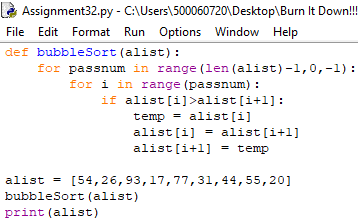 Assignment32.py - C:\Users\500060720\Desktop\Burn It Down!!!
File Edit Format Run Options Window Help
def bubbleSort(alist):
    for passnum in range(len(alist)-1,0,-1):
        for i in range(passnum):
            if alist[i]>alist[i+1]:
                temp = alist[i]
                alist[i] = alist[i+1]
                alist[i+1] = temp
alist = [54,26,93,17,77,31,44,55,20]
bubbleSort(alist)
print(alist)